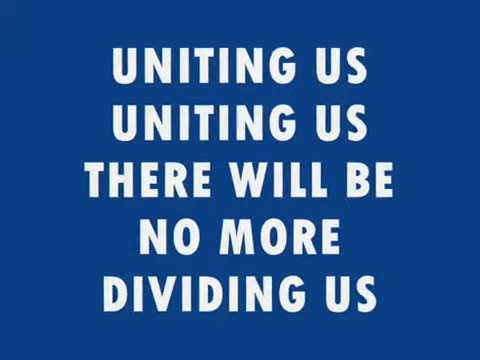 UNITING US
UNITING US
THERE WILL BE
NO MORE
DIVIDING US